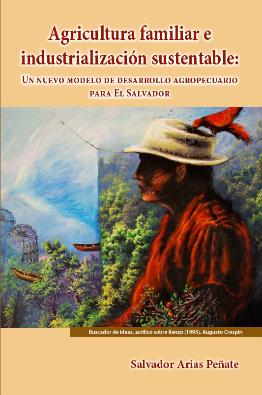 Agricultura familiar e
industrialización sustentable:
Un nuevo modelo de desarrollo agropecuario
para El Salvador
Buscador de ideas, acrílico sobre lienzo (1995). Augusto Crespín
Salvador Arias Peñate